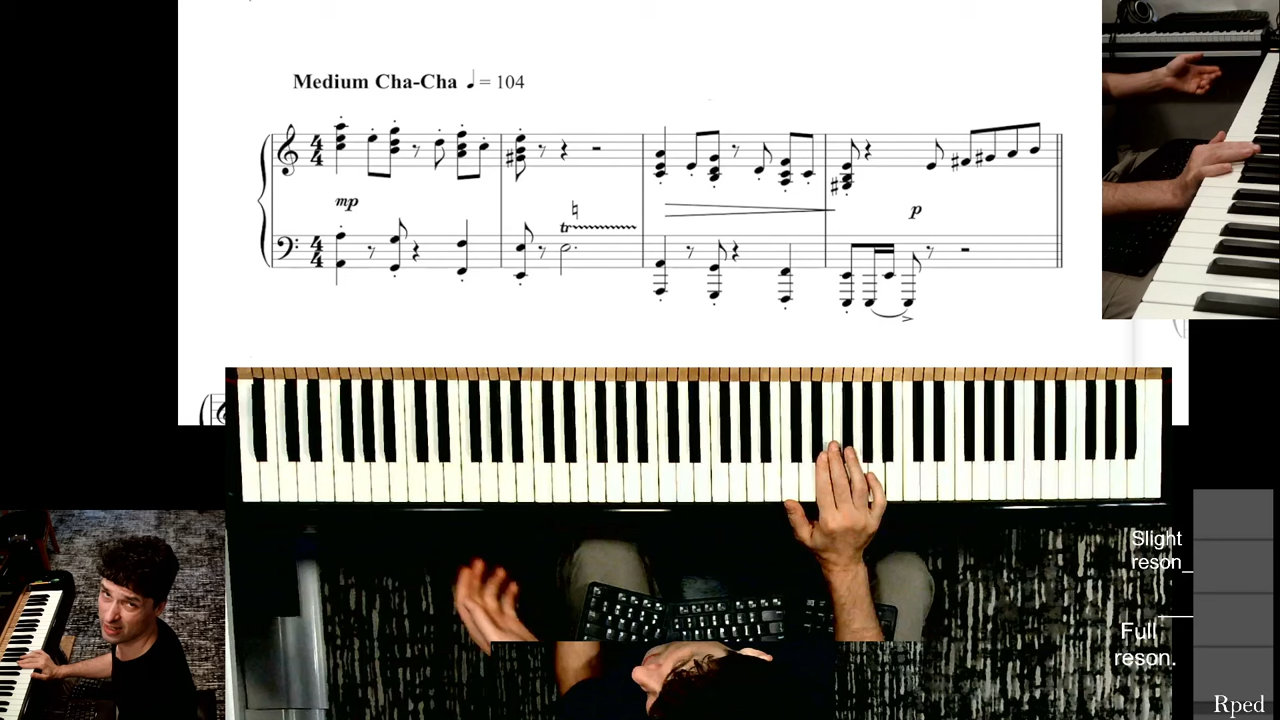 Medium Cha-Cha ♩ = 104
mp
tr
p
Slight
reson_
Full
reson.
Rped